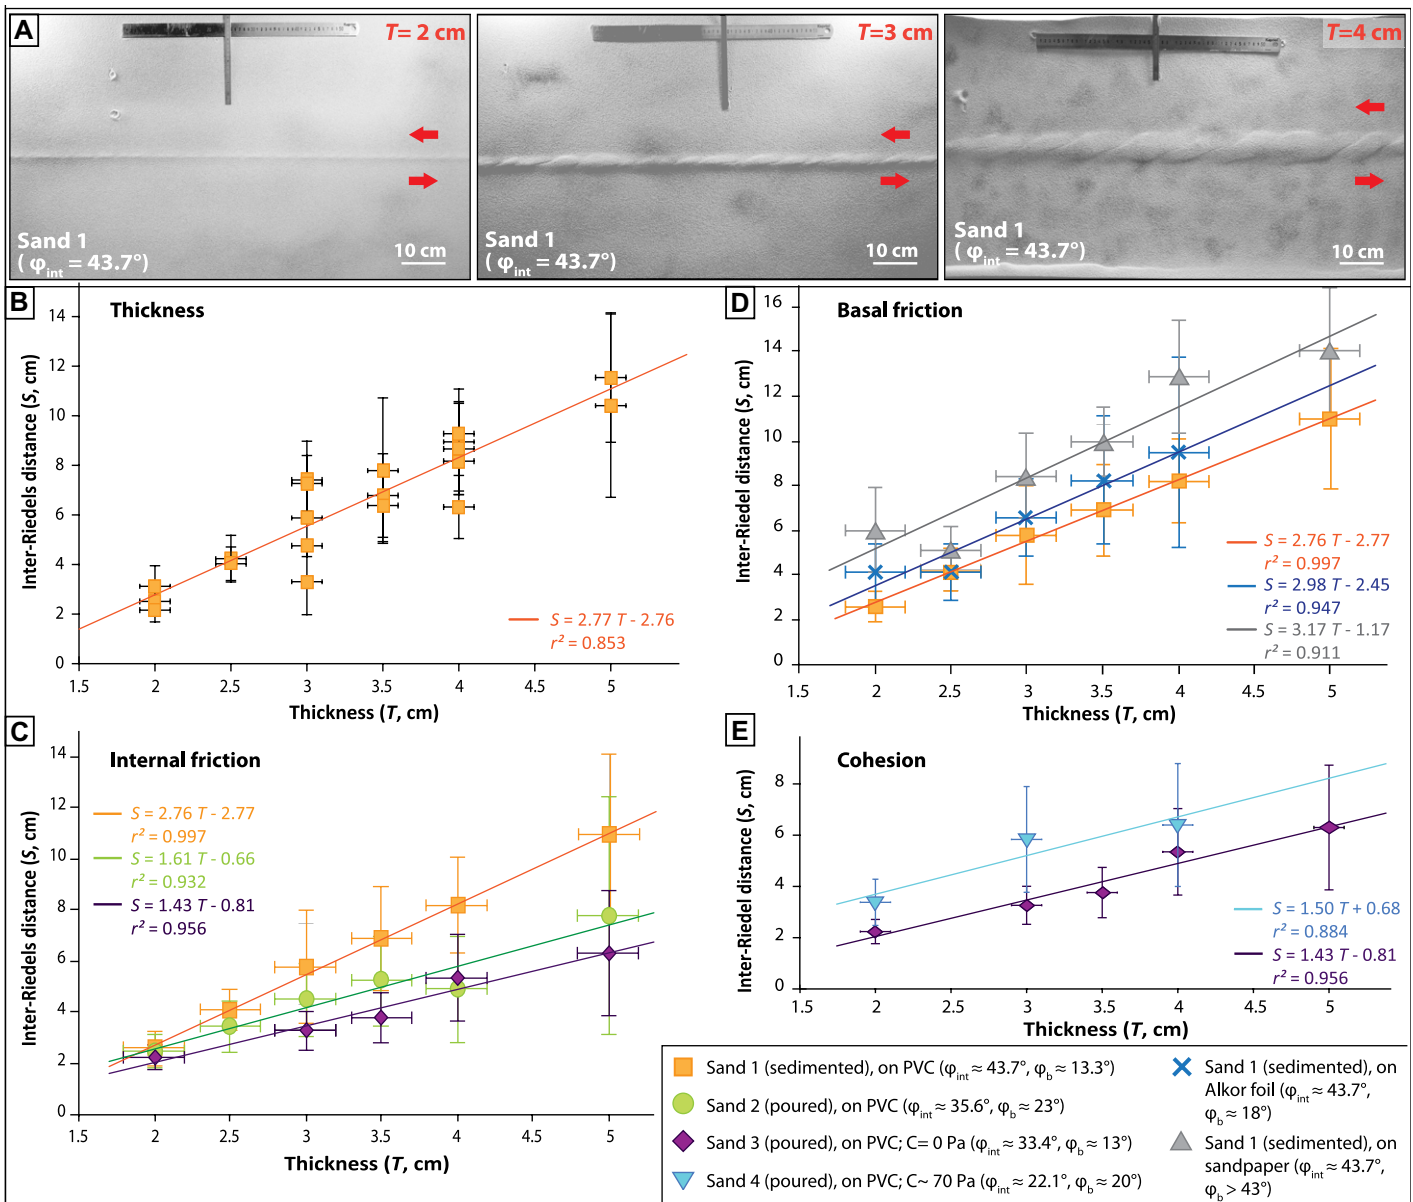 A
T= 2 cm
T=3 cm
T=4 cm
Sand 1
( φint = 43.7°)
10 cm
Sand 1
( φint = 43.7°)
10 cm
Sand 1
( φint = 43.7°)
10 cm
B
Thickness
Inter-Riedels distance (S, cm)
14
12
10
8
6
4
2
0
S = 2.77 T - 2.76
r² = 0.853
1.5 2 2.5 3 3.5 4 4.5 5
Thickness (T, cm)
D
Basal friction
Inter-Riedel distance (S, cm)
16
14
12
10
8
6
4
2
0
S = 2.76 T - 2.77
r² = 0.997
S = 2.98 T - 2.45
r² = 0.947
S = 3.17 T - 1.17
r² = 0.911
1.5 2 2.5 3 3.5 4 4.5 5
Thickness (T, cm)
C
Internal friction
Inter-Riedels distance (S, cm)
14
12
10
8
6
4
2
0
S = 2.76 T - 2.77
r² = 0.997
S = 1.61 T - 0.66
r² = 0.932
S = 1.43 T - 0.81
r² = 0.956
1.5 2 2.5 3 3.5 4 4.5 5
Thickness (T, cm)
E
Cohesion
Inter-Riedel distance (S, cm)
8
6
4
2
0
S = 1.50 T + 0.68
r² = 0.884
S = 1.43 T - 0.81
r² = 0.956
1.5 2 2.5 3 3.5 4 4.5 5
Thickness (T, cm)
Sand 1 (sedimented), on PVC (φint ≈ 43.7°, φb ≈ 13.3°)
Sand 2 (poured), on PVC (φint ≈ 35.6°, φb ≈ 23°)
Sand 3 (poured), on PVC; C= 0 Pa (φint ≈ 33.4°, φb ≈ 13°)
Sand 4 (poured), on PVC; C~ 70 Pa (φint ≈ 22.1°, φb ≈ 20°)
Sand 1 (sedimented), on
Alkor foil (φint ≈ 43.7°,
φb ≈ 18°)
Sand 1 (sedimented), on
sandpaper (φint ≈ 43.7°,
φb > 43°)